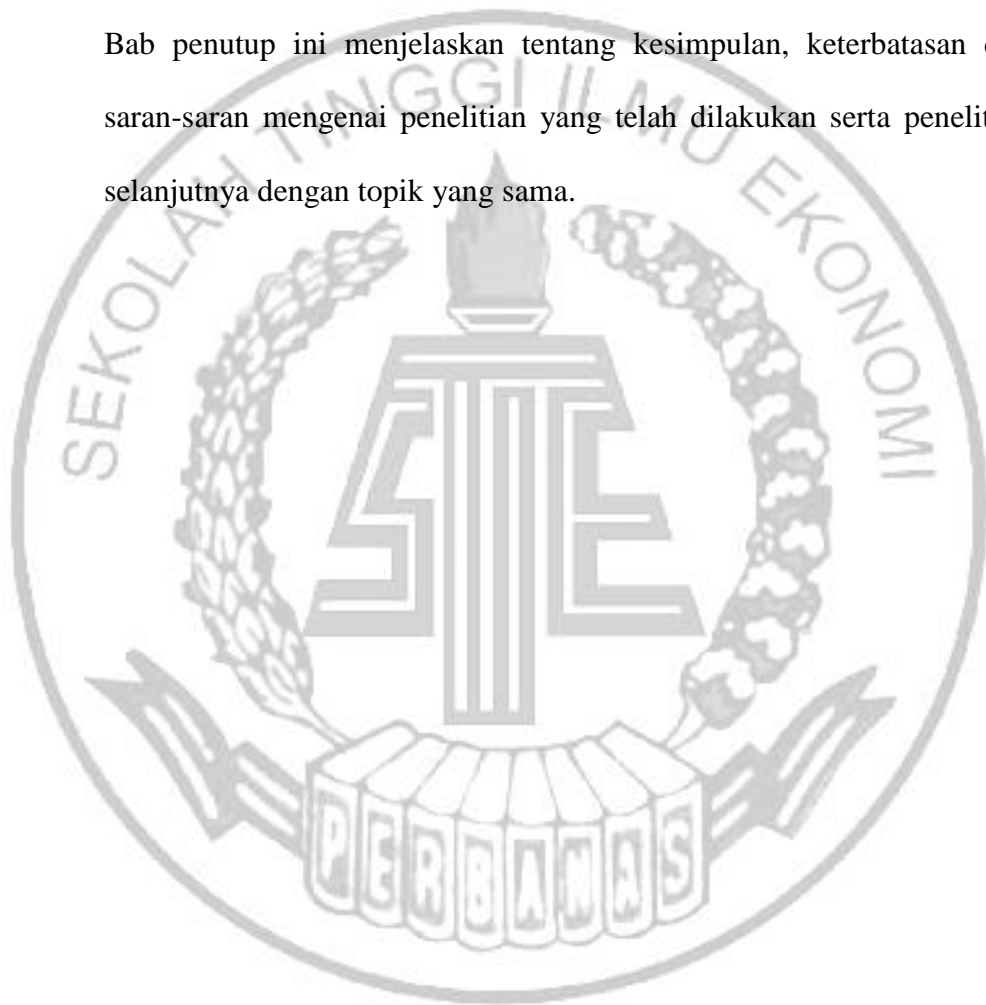 Bab penutup ini menjelaskan tentang kesimpulan, keterbatasan
saran-saran mengenai penelitian yang telah dilakukan serta
selanjutnya dengan topik yang sama.
SEKOLAH TINGGI ILMU EKONOMI
STIE
PERBANAS